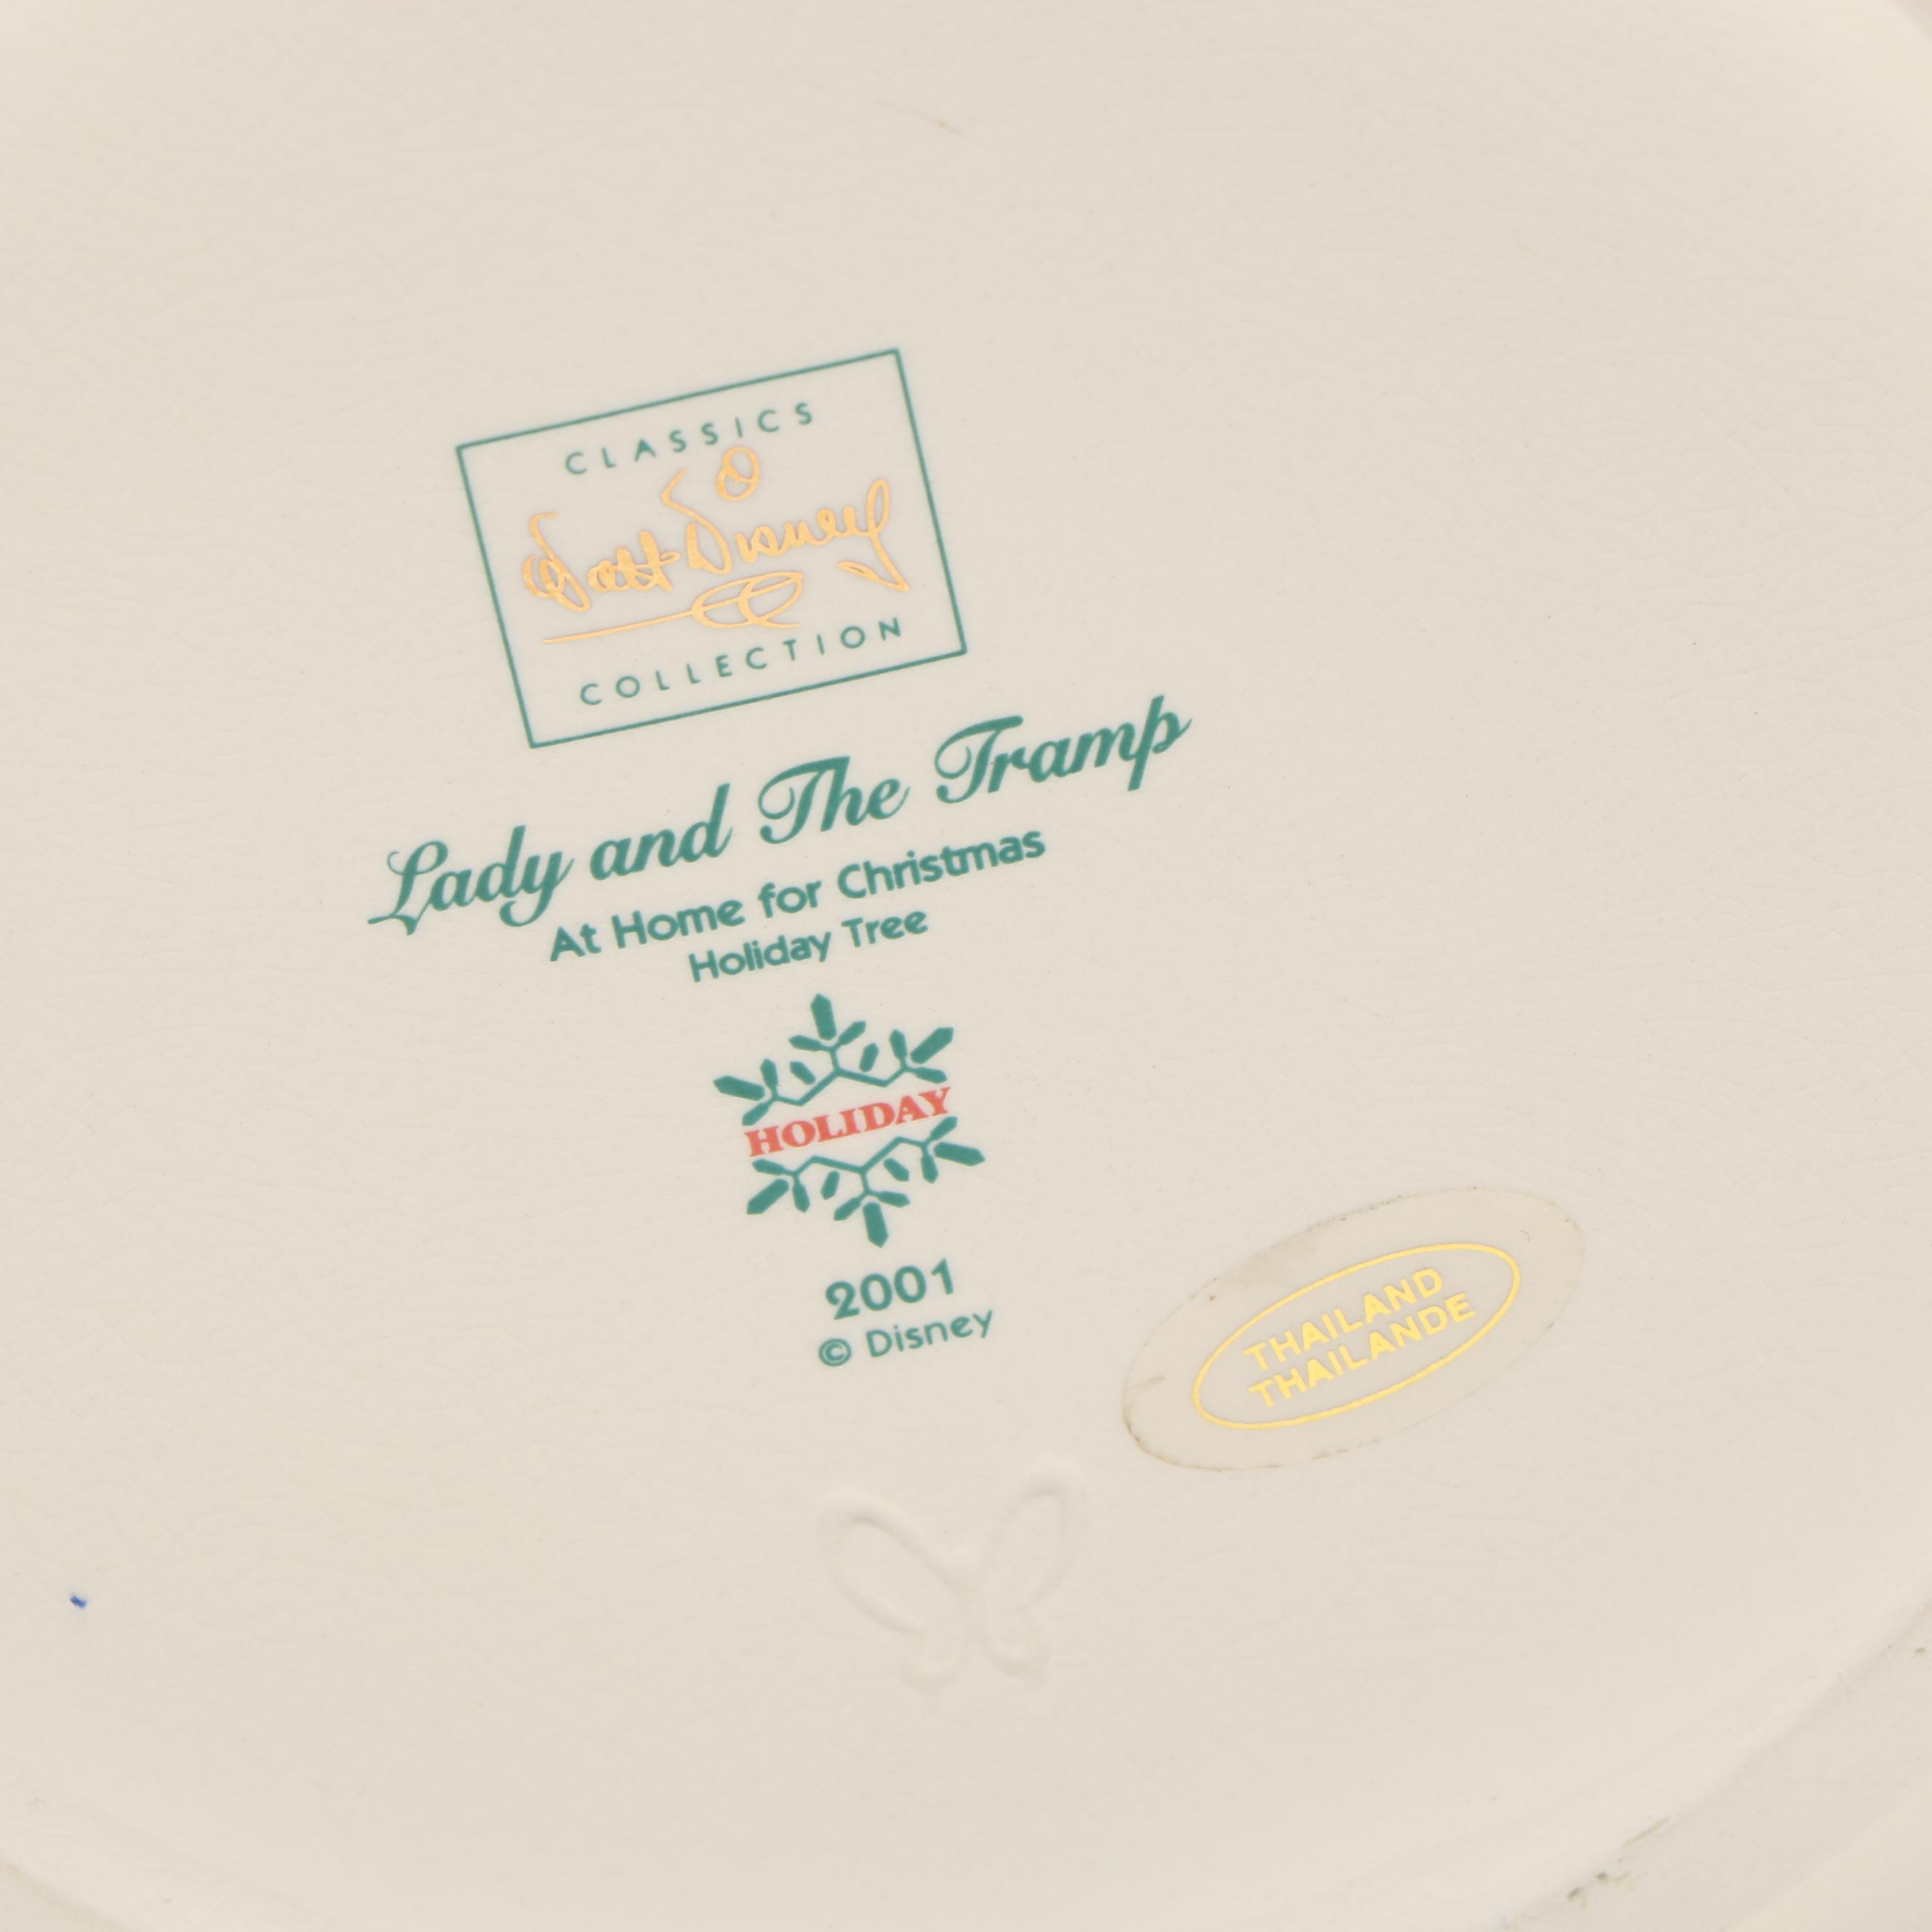 CLASSICS
Walt Disney
COLLECTION
Lady and The Tramp
At Home for Christmas
Holiday Tree
HOLIDAY
2001
© Disney
THAILAND
THAILANDE